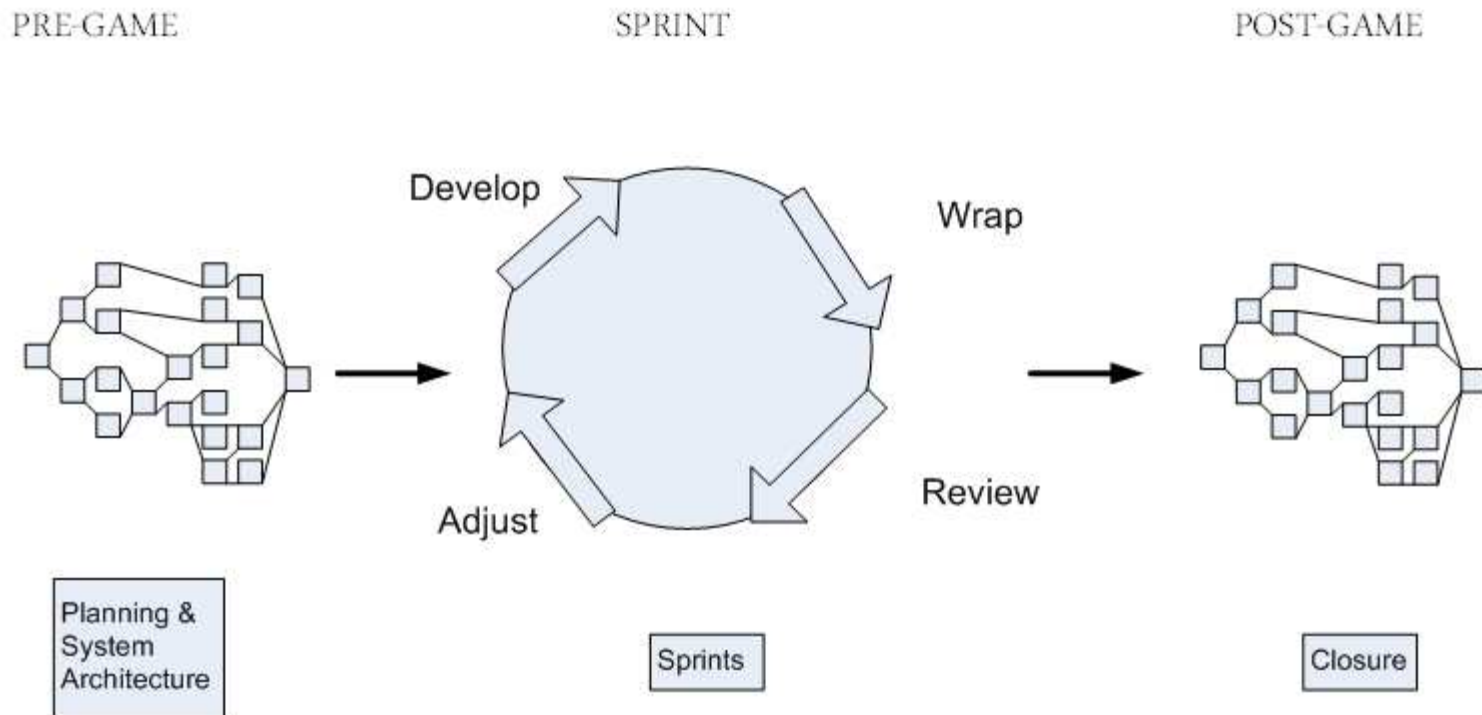 PRE-GAME
SPRINT
POST-GAME
Develop
Wrap
Review
Adjust
Planning &
System
Architecture
Sprints
Closure